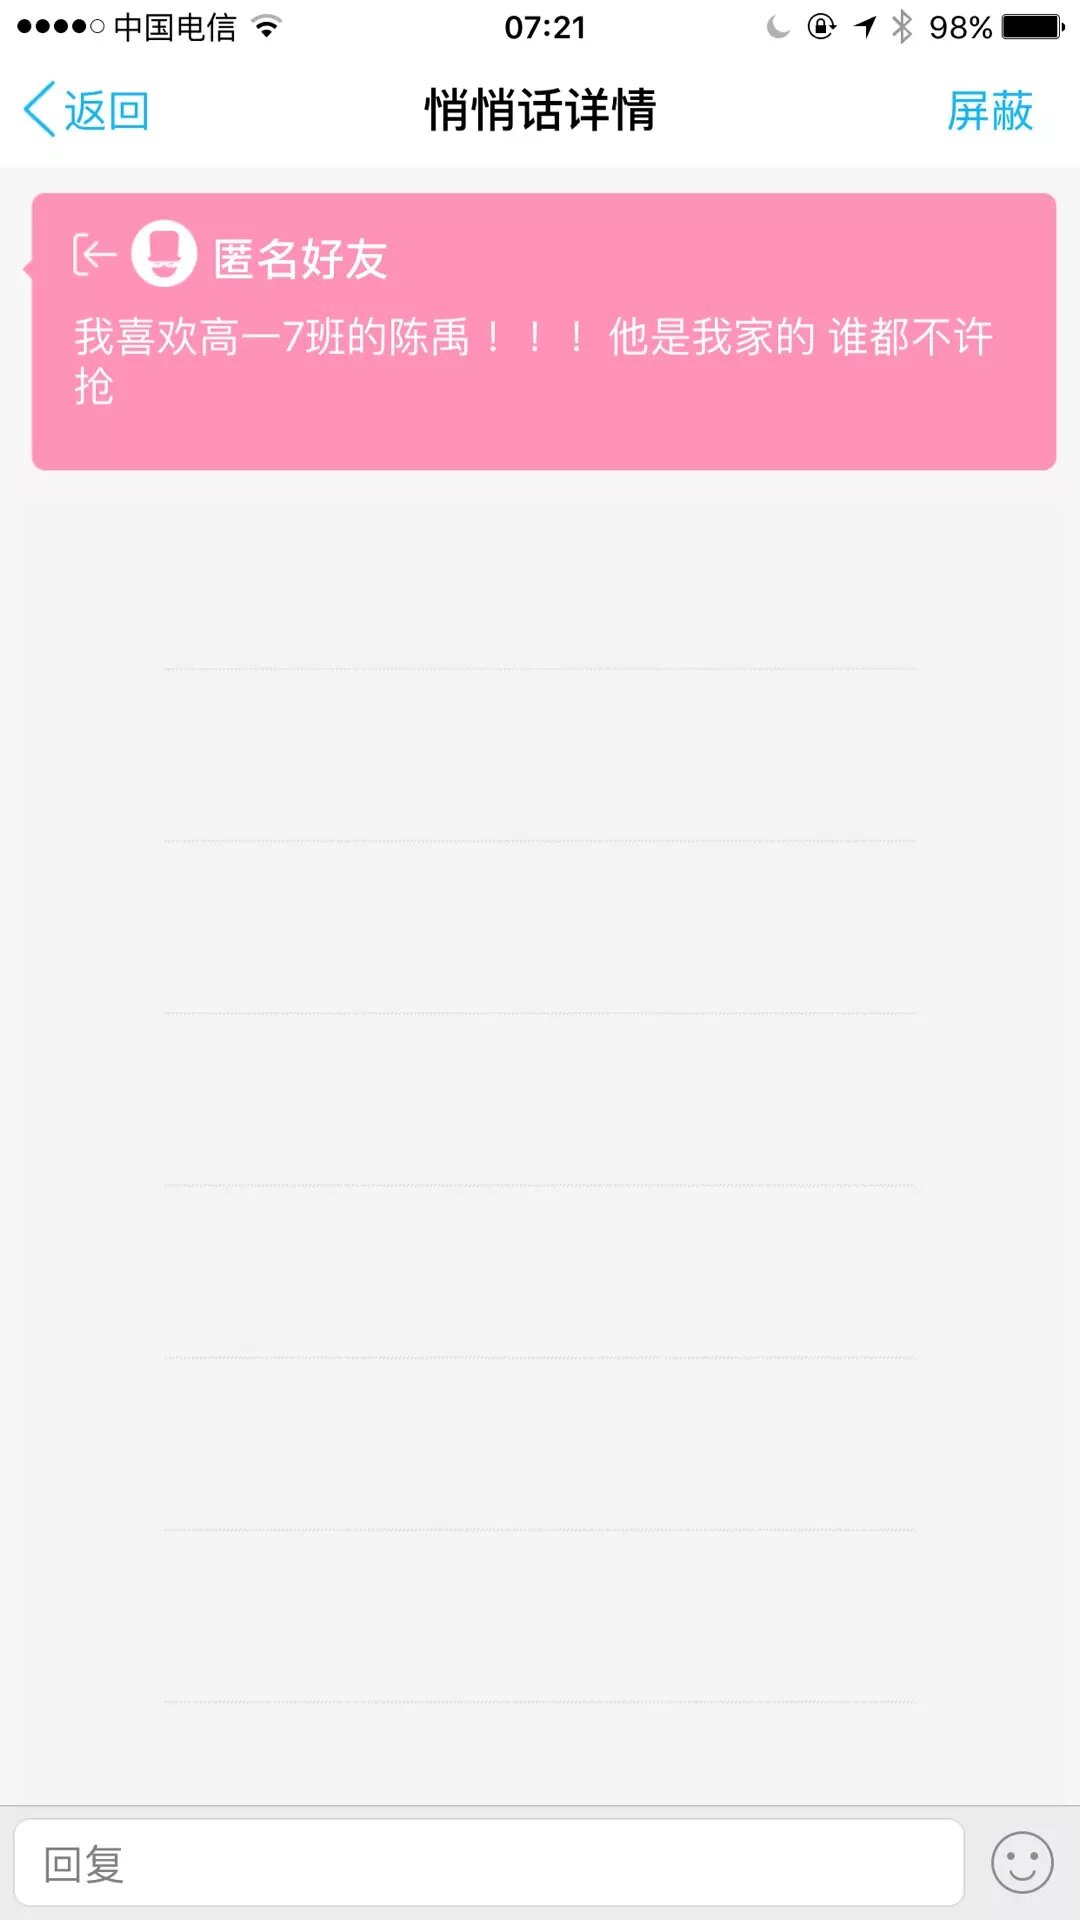 中国电信 07:21 98%
返回 悄悄话详情 屏蔽
匿名好友
我喜欢高一7班的陈禹！！！他是我家的 谁都不许
抢
回复